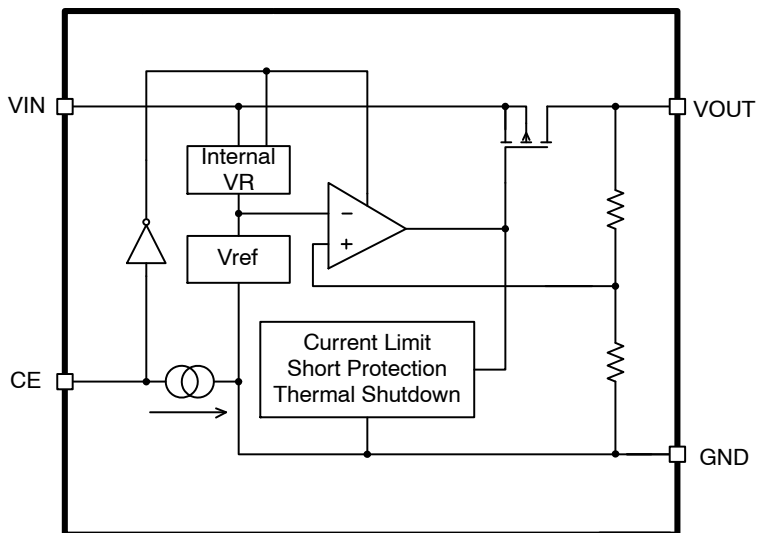 VIN
VOUT
Internal
VR
−
+
Vref
Current Limit
Short Protection
Thermal Shutdown
CE
GND